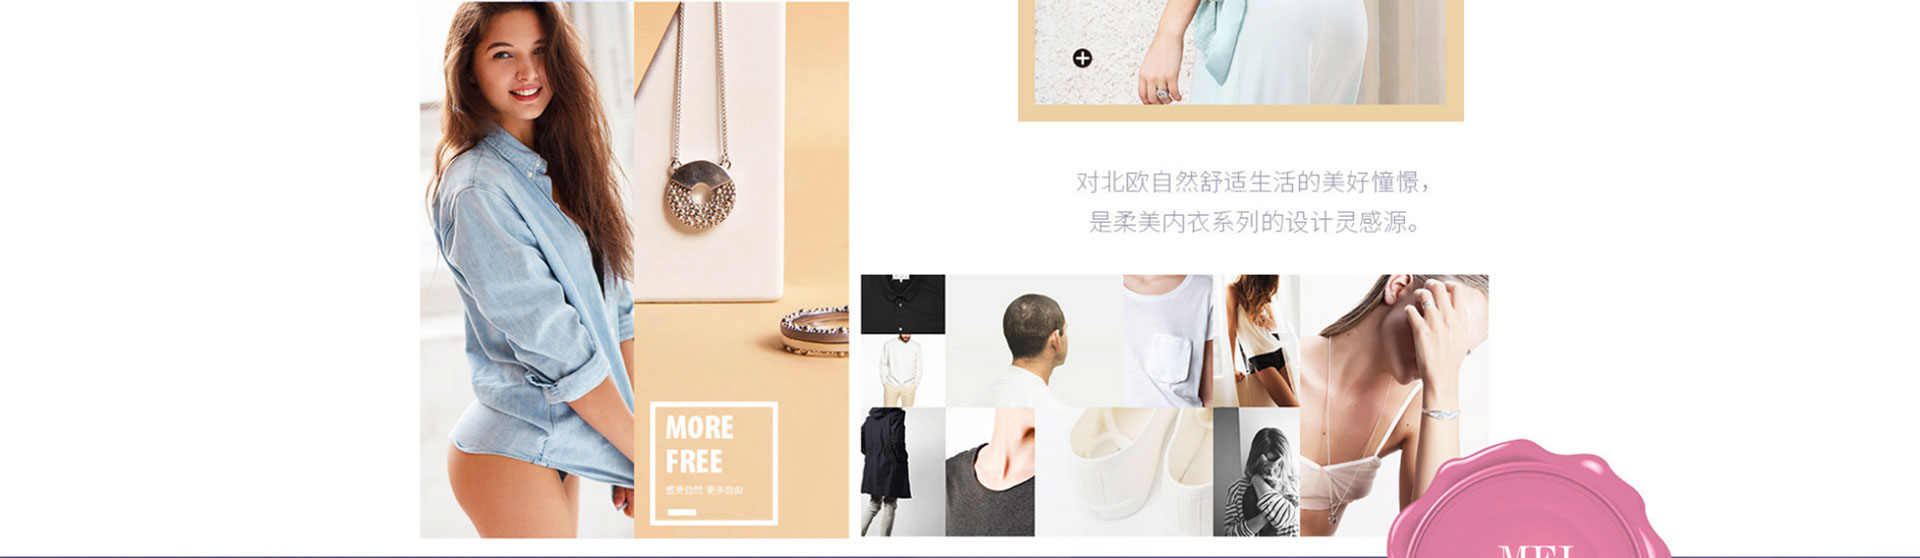 对北欧自然舒适生活的美好憧憬，
是柔美内衣系列的设计灵感源。
MORE
FREE
感受自然 更多自由
MEI